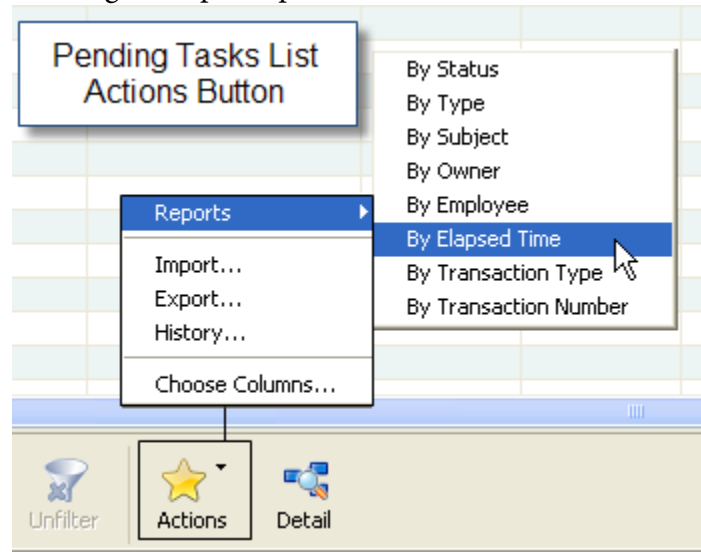 Pending Tasks List
Actions Button
By Status
By Type
By Subject
By Owner
By Employee
By Elapsed Time
By Transaction Type
By Transaction Number
Reports
Import...
Export...
History...
Choose Columns...
Unfilter
Actions
Detail